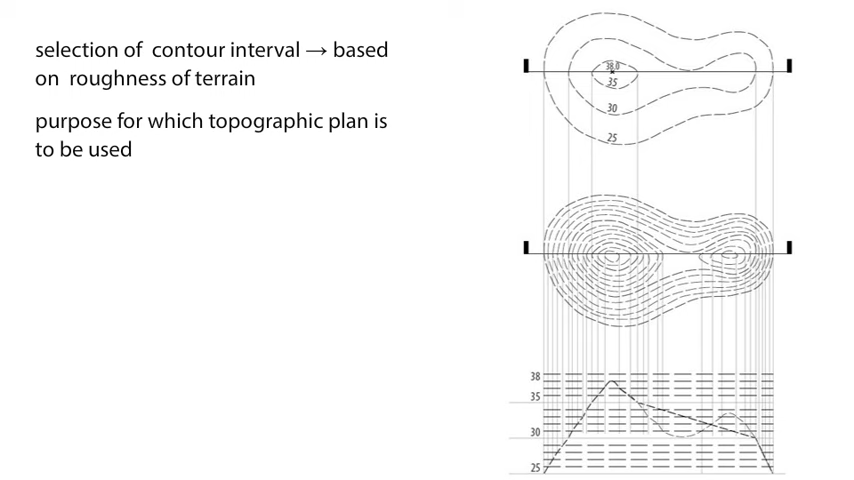 selection of contour interval → based
on roughness of terrain
purpose for which topographic plan is
to be used
38.0
35
30
25
38
35
30
25